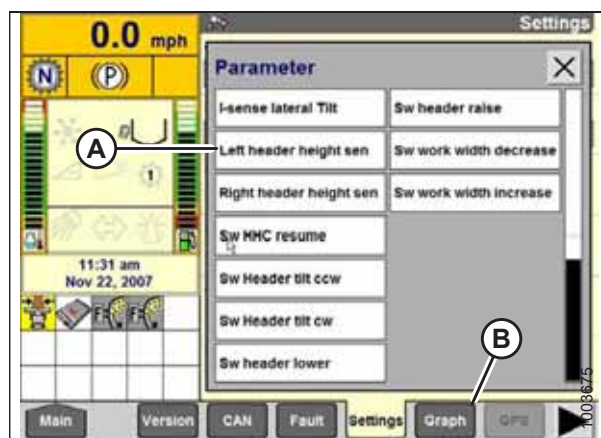 0.0 mph
Settings
N
(P)
Parameter
I-sense lateral Tilt
Sw header raise
Left header height sen
Sw work width decrease
Right header height sen
Sw work width increase
Sw HHC resume
Sw Header tilt ccw
Sw Header tilt cw
Sw header lower
A
B
1
11:31 am
Nov 22, 2007
F
F
Main
Version
CAN
Fault
Settings
Graph
GPS
1003675